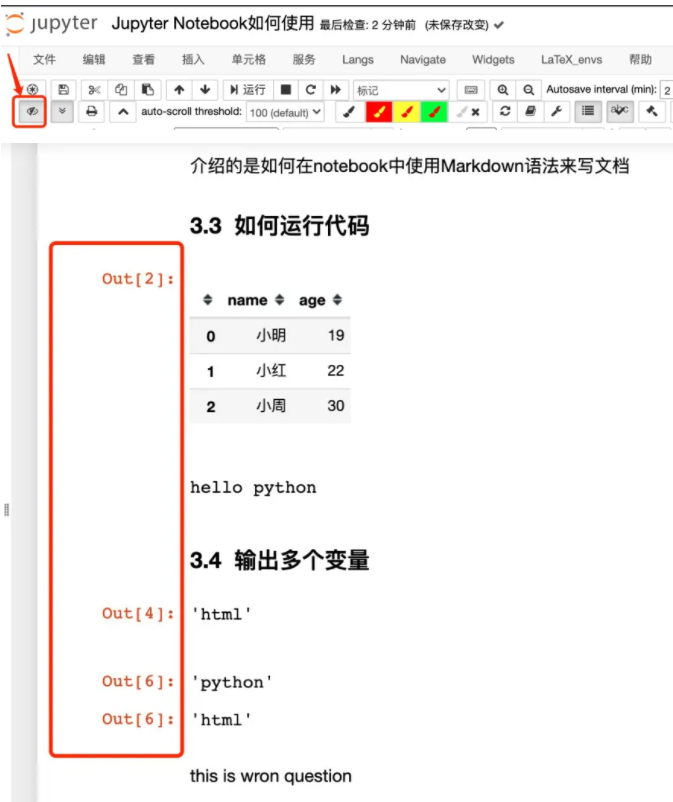 jupyter Jupyter Notebook如何使用 最后检查: 2 分钟前 (未保存改变)
文件 编辑 查看 插入 单元格 服务 Langs Navigate Widgets LaTeX_envs 帮助
运行 标记 Autosave interval (min): 2
auto-scroll threshold: 100 (default) abc
介绍的是如何在notebook中使用Markdown语法来写文档
3.3 如何运行代码
Out[2]:
name age
0 小明 19
1 小红 22
2 小周 30
hello python
3.4 输出多个变量
Out[4]: 'html'
Out[6]: 'python'
Out[6]: 'html'
this is wron question